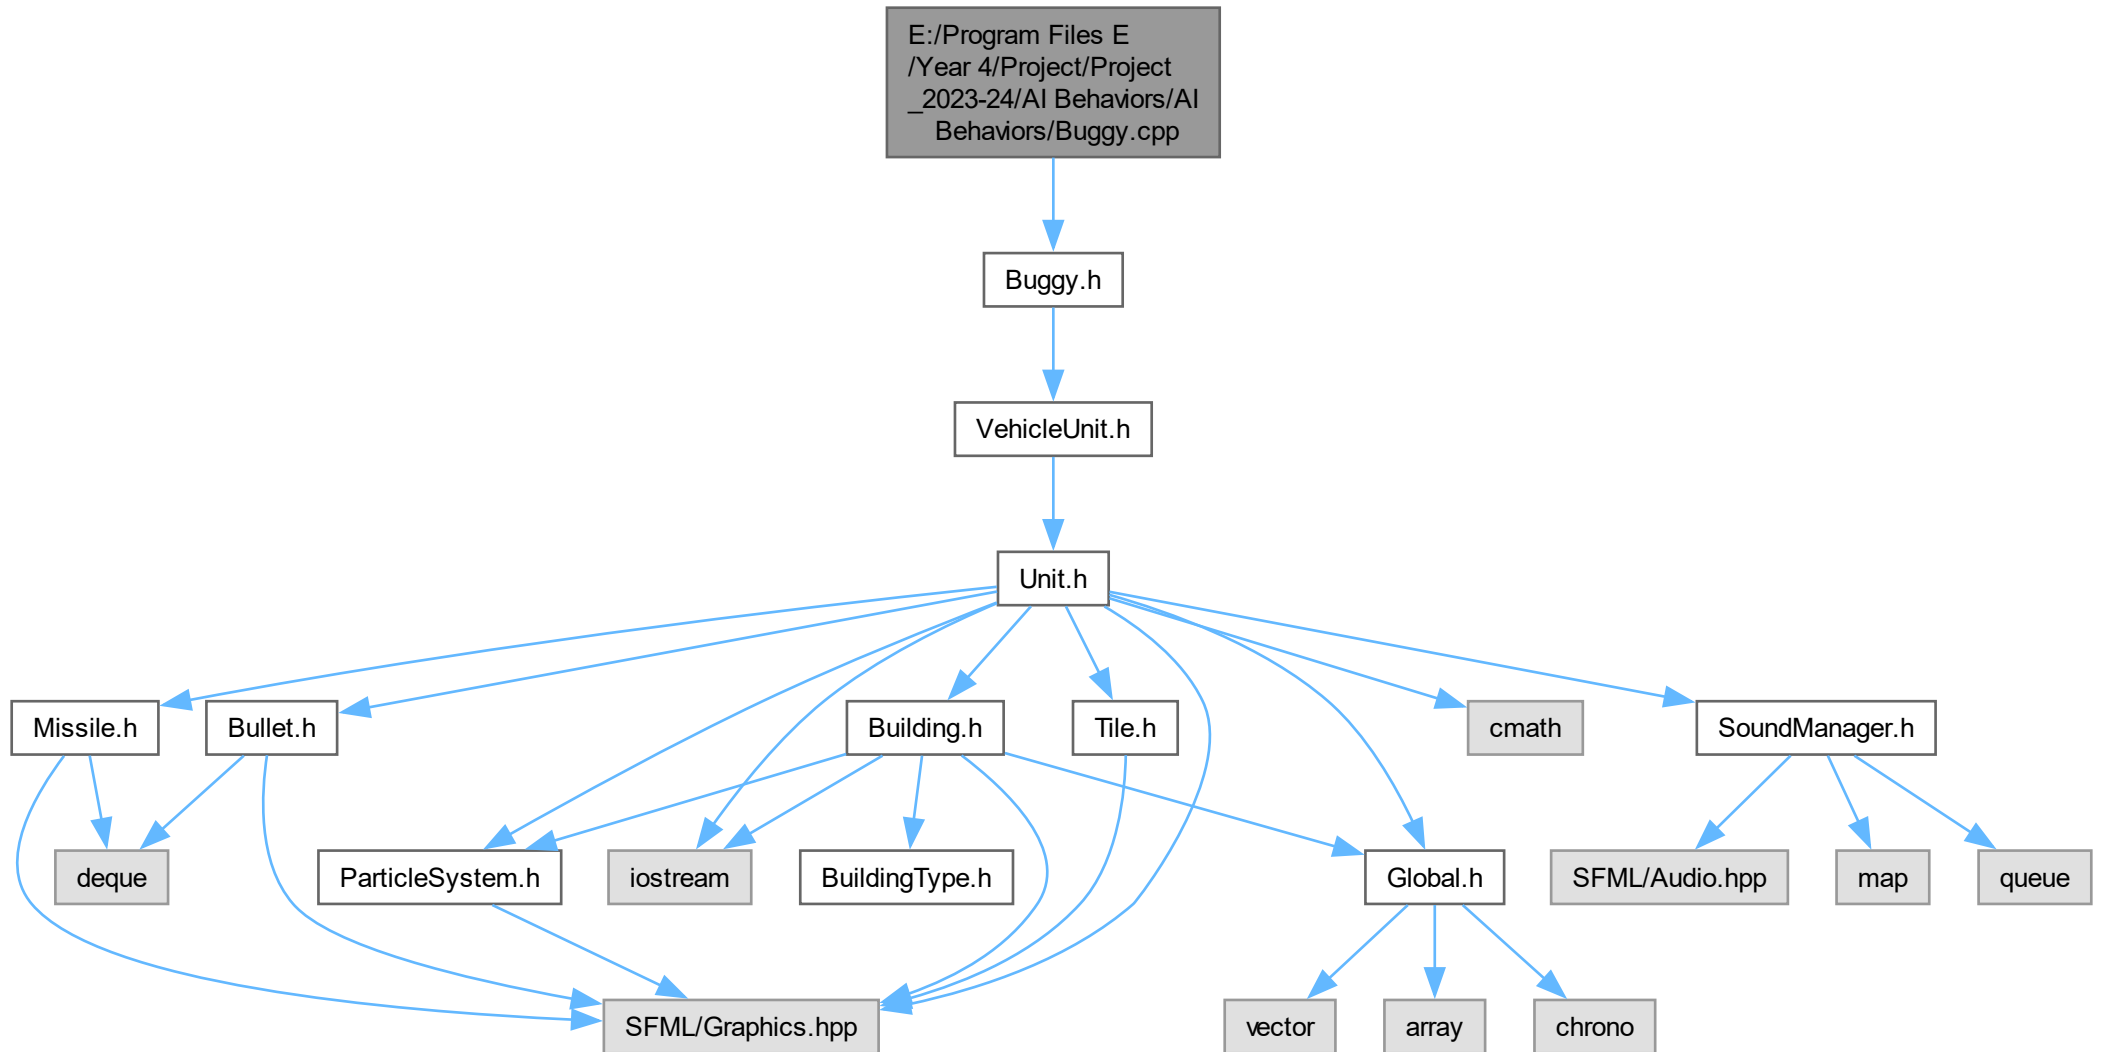 E:/Program Files E
/Year 4/Project/Project
_2023-24/AI Behaviors/AI
Behaviors/Buggy.cpp
Buggy.h
VehicleUnit.h
Unit.h
Missile.h
Bullet.h
Building.h
Tile.h
cmath
SoundManager.h
deque
ParticleSystem.h
iostream
BuildingType.h
Global.h
SFML/Audio.hpp
map
queue
SFML/Graphics.hpp
vector
array
chrono